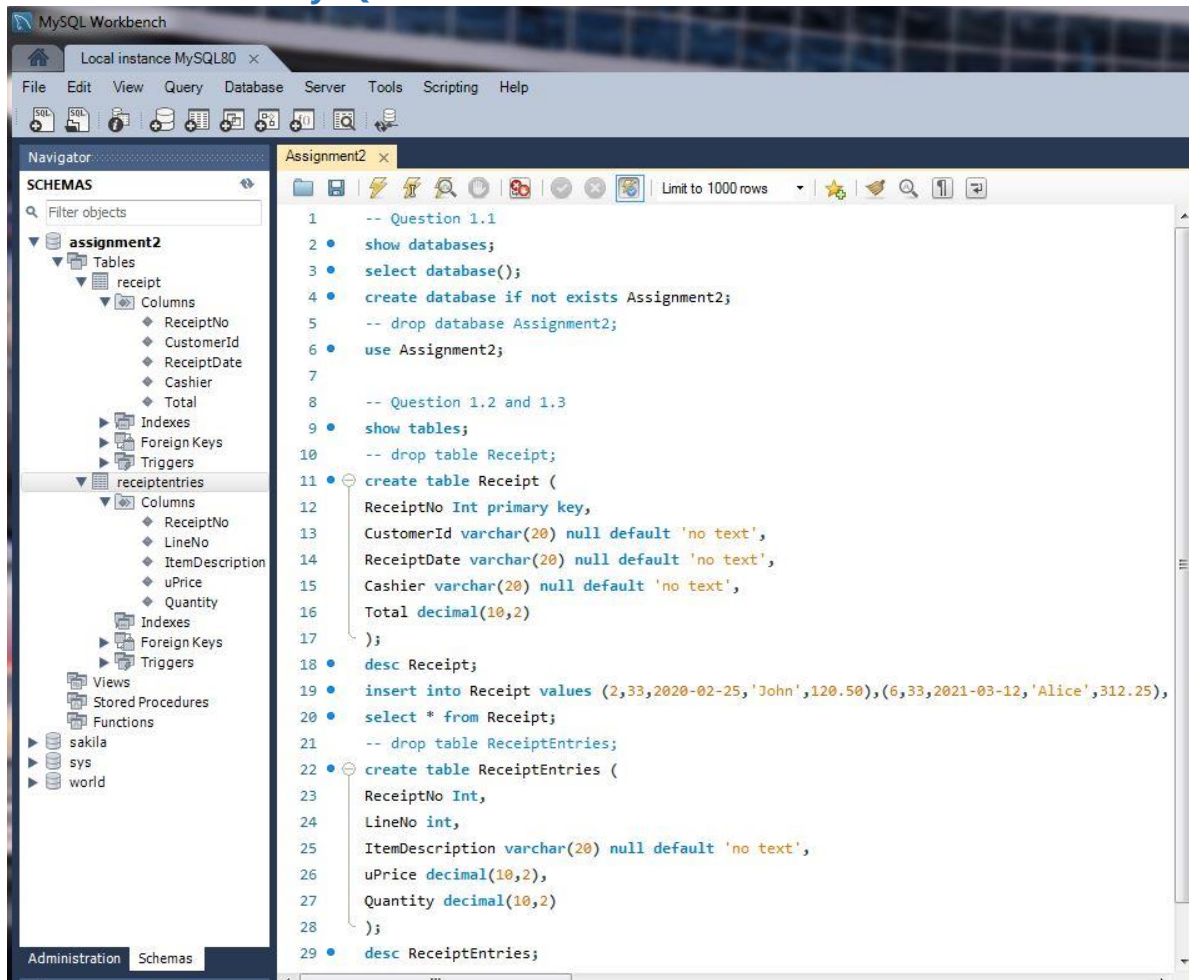 MySQL Workbench
Local instance MySQL80 ×
File Edit View Query Database Server Tools Scripting Help
Navigator
Assignment2 ×
SCHEMAS
Limit to 1000 rows
Filter objects
assignment2
Tables
receipt
Columns
ReceiptNo
CustomerId
ReceiptDate
Cashier
Total
Indexes
Foreign Keys
Triggers
receiptentries
Columns
ReceiptNo
LineNo
ItemDescription
uPrice
Quantity
Indexes
Foreign Keys
Triggers
Views
Stored Procedures
Functions
sakila
sys
world
Administration Schemas
1 -- Question 1.1
2 show databases;
3 select database();
4 create database if not exists Assignment2;
5 -- drop database Assignment2;
6 use Assignment2;
7
8 -- Question 1.2 and 1.3
9 show tables;
10 -- drop table Receipt;
11 create table Receipt (
12 ReceiptNo Int primary key,
13 CustomerId varchar(20) null default 'no text',
14 ReceiptDate varchar(20) null default 'no text',
15 Cashier varchar(20) null default 'no text',
16 Total decimal(10,2)
17 );
18 desc Receipt;
19 insert into Receipt values (2,33,2020-02-25,'John',120.50),(6,33,2021-03-12,'Alice',312.25),
20 select * from Receipt;
21 -- drop table ReceiptEntries;
22 create table ReceiptEntries (
23 ReceiptNo Int,
24 LineNo int,
25 ItemDescription varchar(20) null default 'no text',
26 uPrice decimal(10,2),
27 Quantity decimal(10,2)
28 );
29 desc ReceiptEntries;